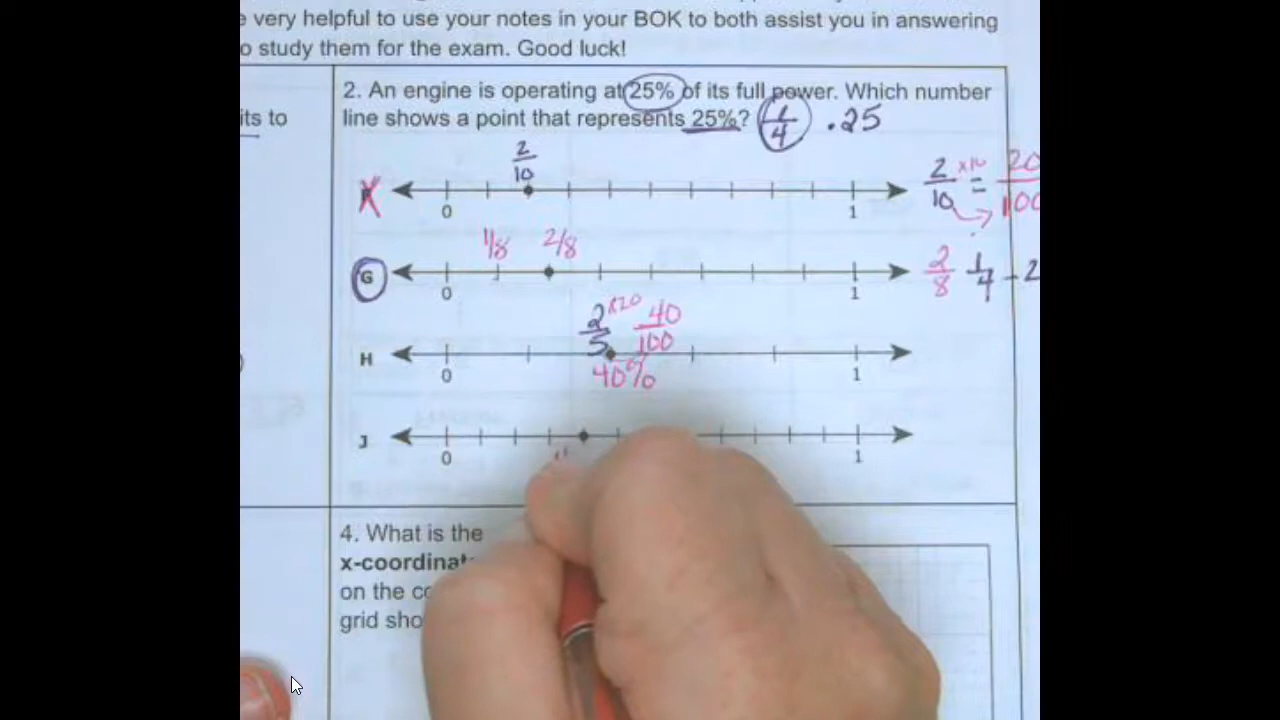 e very helpful to use your notes in your BOK to both assist you in answering
o study them for the exam. Good luck!
its to
2. An engine is operating at 25% of its full power. Which number
line shows a point that represents 25%? 1/4 .25
2/10
0 1
2/10 x10 = 20/100
1/8 2/8
G 0 1
2/8 1/4
2/5 x20 40/100
H 0 1
40%
J 0 1
4. What is the
x-coordinat
on the co
grid sho